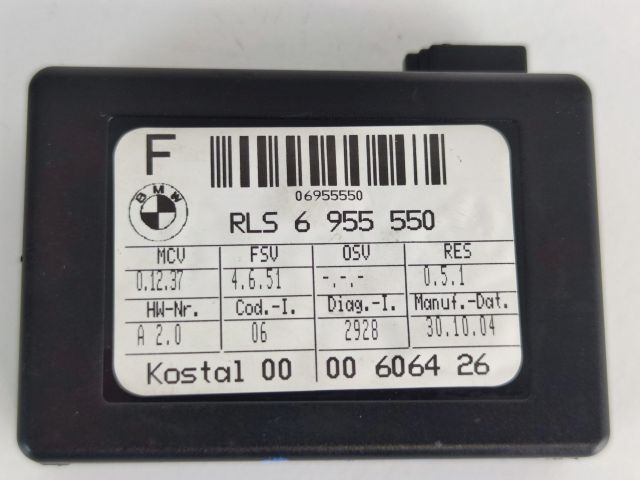 F
06955550
BMW
RLS 6 955 550
MCV FSV OSV RES
0.12.37 4.6.51 -.-.- 0.5.1
HW-Nr. Cod.-I. Diag.-I. Manuf.-Dat.
A 2.0 06 2928 30.10.04
Kostal 00 00 6064 26